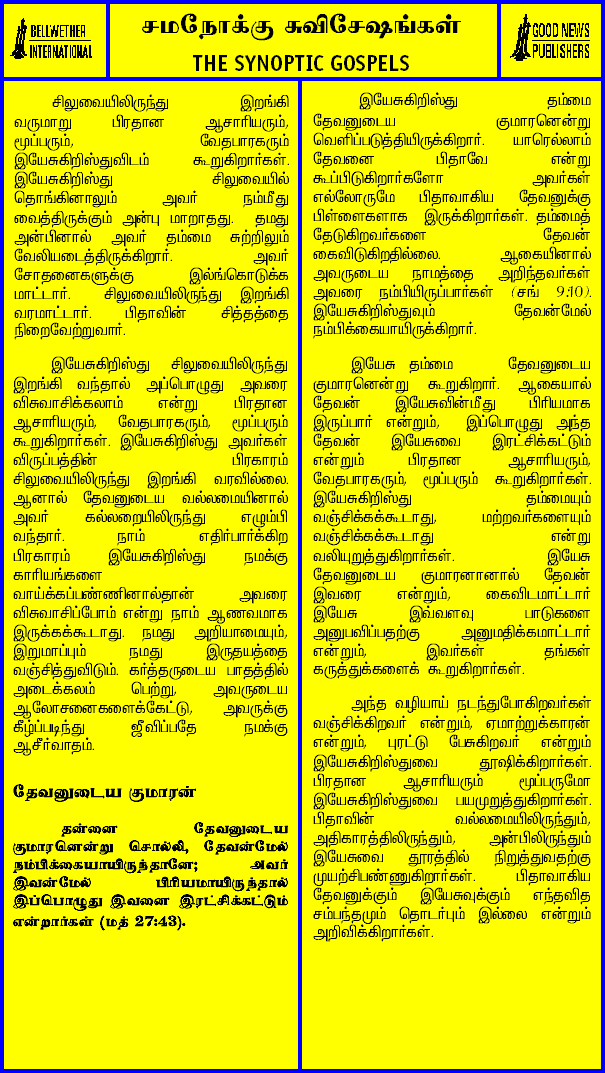 BELLWETHER
INTERNATIONAL
சமநோக்கு சுவிசேஷங்கள்
THE SYNOPTIC GOSPELS
GOOD NEWS
PUBLISHERS
சிலுவையிலிருந்து இறங்கி
வருமாறு பிரதான ஆசாரியரும்,
மூப்பரும், வேதபாரகரும்
இயேசுகிறிஸ்துவிடம் கூறுகிறார்கள்.
இயேசுகிறிஸ்து சிலுவையில்
தொங்கினாலும் அவர் நம்மீது
வைத்திருக்கும் அன்பு மாறாதது. தமது
அன்பினால் அவர் தம்மை சுற்றிலும்
வேலியடைத்திருக்கிறார். அவர்
சோதனைகளுக்கு இல்ங்கொடுக்க
மாட்டார். சிலுவையிலிருந்து இறங்கி
வரமாட்டார். பிதாவின் சித்தத்தை
நிறைவேற்றுவார்.
இயேசுகிறிஸ்து சிலுவையிலிருந்து
இறங்கி வந்தால் அப்பொழுது அவரை
விசுவாசிக்கலாம் என்று பிரதான
ஆசாரியரும், வேதபாரகரும், மூப்பரும்
கூறுகிறார்கள். இயேசுகிறிஸ்து அவர்கள்
விருப்பத்தின் பிரகாரம்
சிலுவையிலிருந்து இறங்கி வரவில்லை.
ஆனால் தேவனுடைய வல்லமையினால்
அவர் கல்லறையிலிருந்து எழும்பி
வந்தார். நாம் எதிர்பார்க்கிற
பிரகாரம் இயேசுகிறிஸ்து நமக்கு
காரியங்களை
வாய்க்கப்பண்ணினால்தான் அவரை
விசுவாசிப்போம் என்று நாம் ஆணவமாக
இருக்கக்கூடாது. நமது அறியாமையும்,
இறுமாப்பும் நமது இருதயத்தை
வஞ்சித்துவிடும். கர்த்தருடைய பாதத்தில்
அடைக்கலம் பெற்று, அவருடைய
ஆலோசனைகளைக்கேட்டு, அவருக்கு
கீழ்ப்படிந்து ஜீவிப்பதே நமக்கு
ஆசீர்வாதம்.
தேவனுடைய குமாரன்
தன்னை தேவனுடைய
குமாரனென்று சொல்லி, தேவன்மேல்
நம்பிக்கையாயிருந்தானே; அவர்
இவன்மேல் பிரியமாயிருந்தால்
இப்பொழுது இவனை இரட்சிக்கட்டும்
என்றார்கள் (மத் 27:43).
இயேசுகிறிஸ்து தம்மை
தேவனுடைய குமாரனென்று
வெளிப்படுத்தியிருக்கிறார். யாரெல்லாம்
தேவனை பிதாவே என்று
கூப்பிடுகிறார்களோ அவர்கள்
எல்லோருமே பிதாவாகிய தேவனுக்கு
பிள்ளைகளாக இருக்கிறார்கள். தம்மைத்
தேடுகிறவர்களை தேவன்
கைவிடுகிறதில்லை. ஆகையினால்
அவருடைய நாமத்தை அறிந்தவர்கள்
அவரை நம்பியிருப்பார்கள் (சங் 9:10).
இயேசுகிறிஸ்துவும் தேவன்மேல்
நம்பிக்கையாயிருக்கிறார்.
இயேசு தம்மை தேவனுடைய
குமாரனென்று கூறுகிறார். ஆகையால்
தேவன் இயேசுவின்மீது பிரியமாக
இருப்பார் என்றும், இப்பொழுது அந்த
தேவன் இயேசுவை இரட்சிக்கட்டும்
என்றும் பிரதான ஆசாரியரும்,
வேதபாரகரும், மூப்பரும் கூறுகிறார்கள்.
இயேசுகிறிஸ்து தம்மையும்
வஞ்சிக்கக்கூடாது, மற்றவர்களையும்
வஞ்சிக்கக்கூடாது என்று
வலியுறுத்துகிறார்கள். இயேசு
தேவனுடைய குமாரனானால் தேவன்
இவரை என்றும், கைவிடமாட்டார்
இயேசு இவ்வளவு பாடுகளை
அனுபவிப்பதற்கு அனுமதிக்கமாட்டார்
என்றும், இவர்கள் தங்கள்
கருத்துக்களைக் கூறுகிறார்கள்.
அந்த வழியாய் நடந்துபோகிறவர்கள்
வஞ்சிக்கிறவர் என்றும், ஏமாற்றுக்காரன்
என்றும், புரட்டு பேசுகிறவர் என்றும்
இயேசுகிறிஸ்துவை தூஷிக்கிறார்கள்.
பிரதான ஆசாரியரும் மூப்பருமோ
இயேசுகிறிஸ்துவை பயமுறுத்துகிறார்கள்.
பிதாவின் வல்லமையிலிருந்தும்,
அதிகாரத்திலிருந்தும், அன்பிலிருந்தும்
இயேசுவை தூரத்தில் நிறுத்துவதற்கு
முயற்சிபண்ணுகிறார்கள். பிதாவாகிய
தேவனுக்கும் இயேசுவுக்கும் எந்தவித
சம்பந்தமும் தொடர்பும் இல்லை என்றும்
அறிவிக்கிறார்கள்.